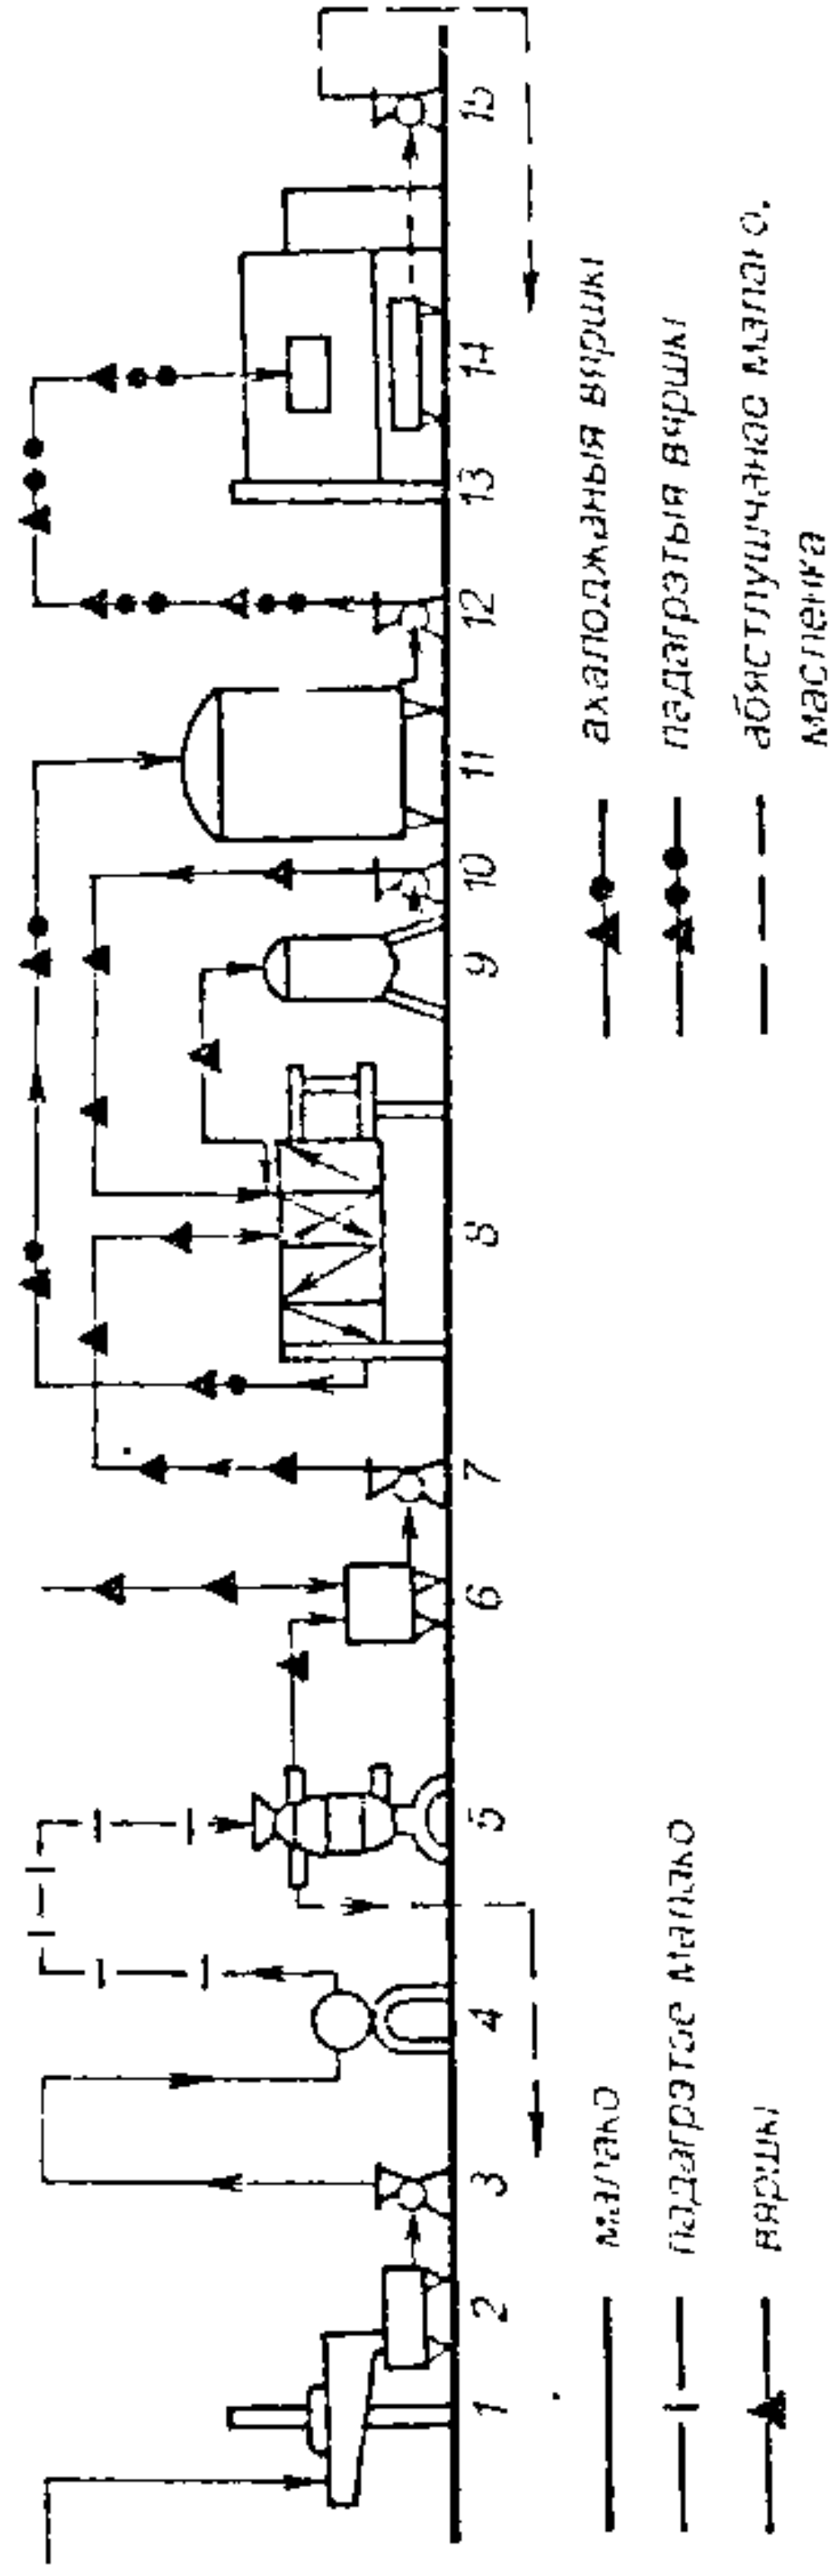 1 2 3 4 5 6 7 8 9 10 11 12 13 14 15
малако
падагрэтое малако
вяршкі
ахалоджаныя вяршкі
падагрэтыя вяршкі
абястлушчанае малако,
масленка